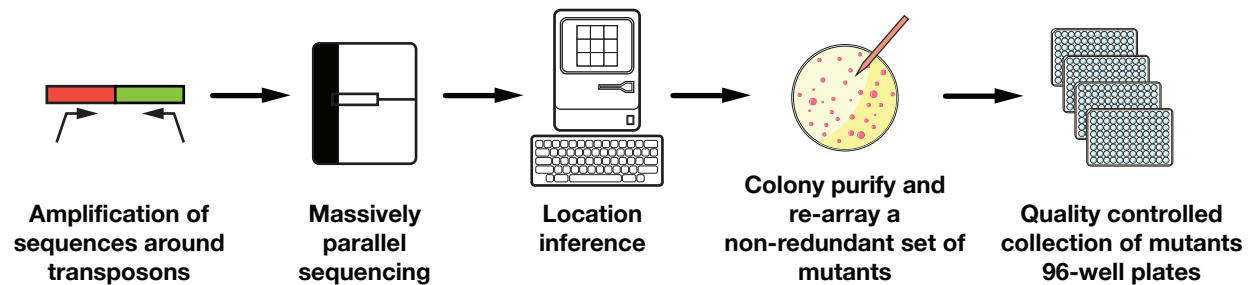 Amplification of
sequences around
transposons
Massively
parallel
sequencing
Location
inference
Colony purify and
re-array a
non-redundant set of
mutants
Quality controlled
collection of mutants
96-well plates